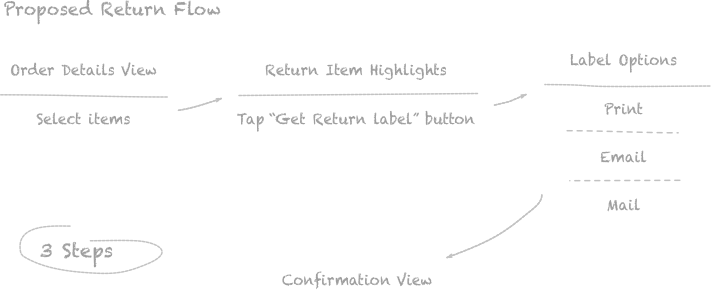 Proposed Return Flow
Order Details View
Select items
Return Item Highlights
Tap “Get Return label” button
Label Options
Print
Email
Mail
3 Steps
Confirmation View